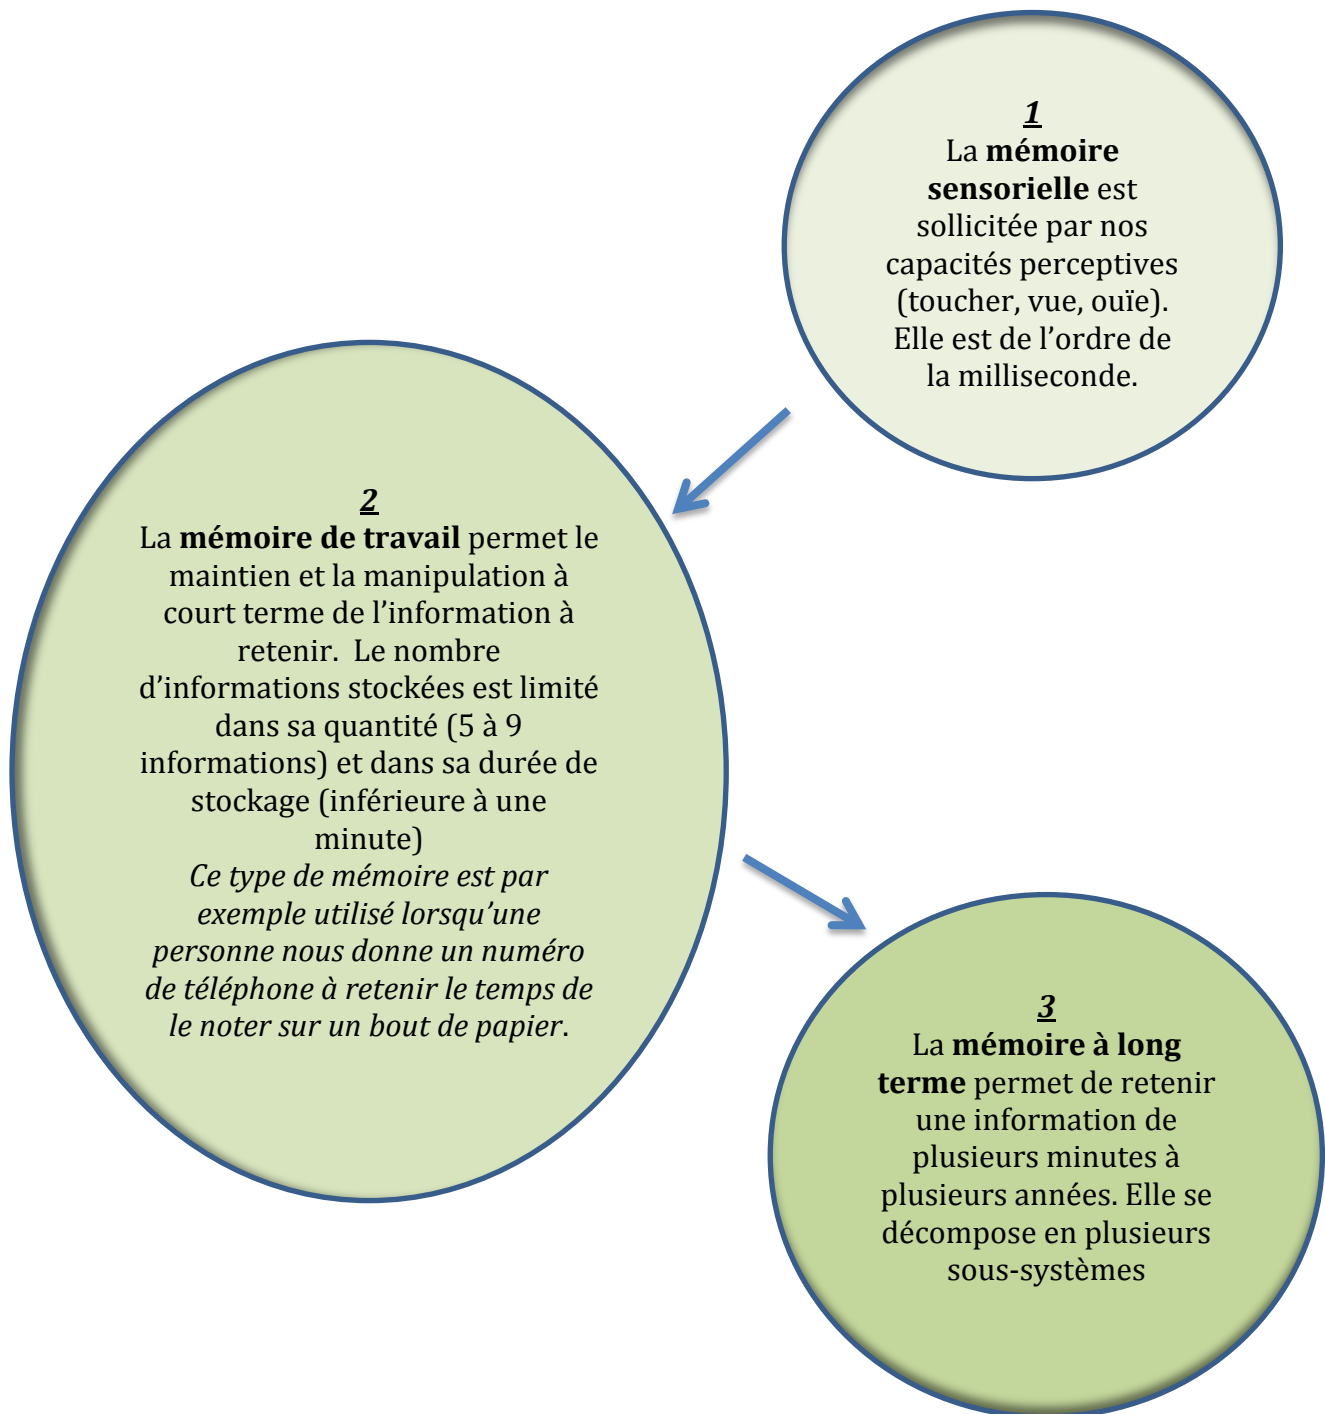 1
La mémoire
sensorielle est
sollicitée par nos
capacités perceptives
(toucher, vue, ouïe).
Elle est de l’ordre de
la milliseconde.
2
La mémoire de travail permet le
maintien et la manipulation à
court terme de l’information à
retenir.  Le nombre
d’informations stockées est limité
dans sa quantité (5 à 9
informations) et dans sa durée de
stockage (inférieure à une
minute)
Ce type de mémoire est par
exemple utilisé lorsqu’une
personne nous donne un numéro
de téléphone à retenir le temps de
le noter sur un bout de papier.
3
La mémoire à long
terme permet de retenir
une information de
plusieurs minutes à
plusieurs années. Elle se
décompose en plusieurs
sous-systèmes